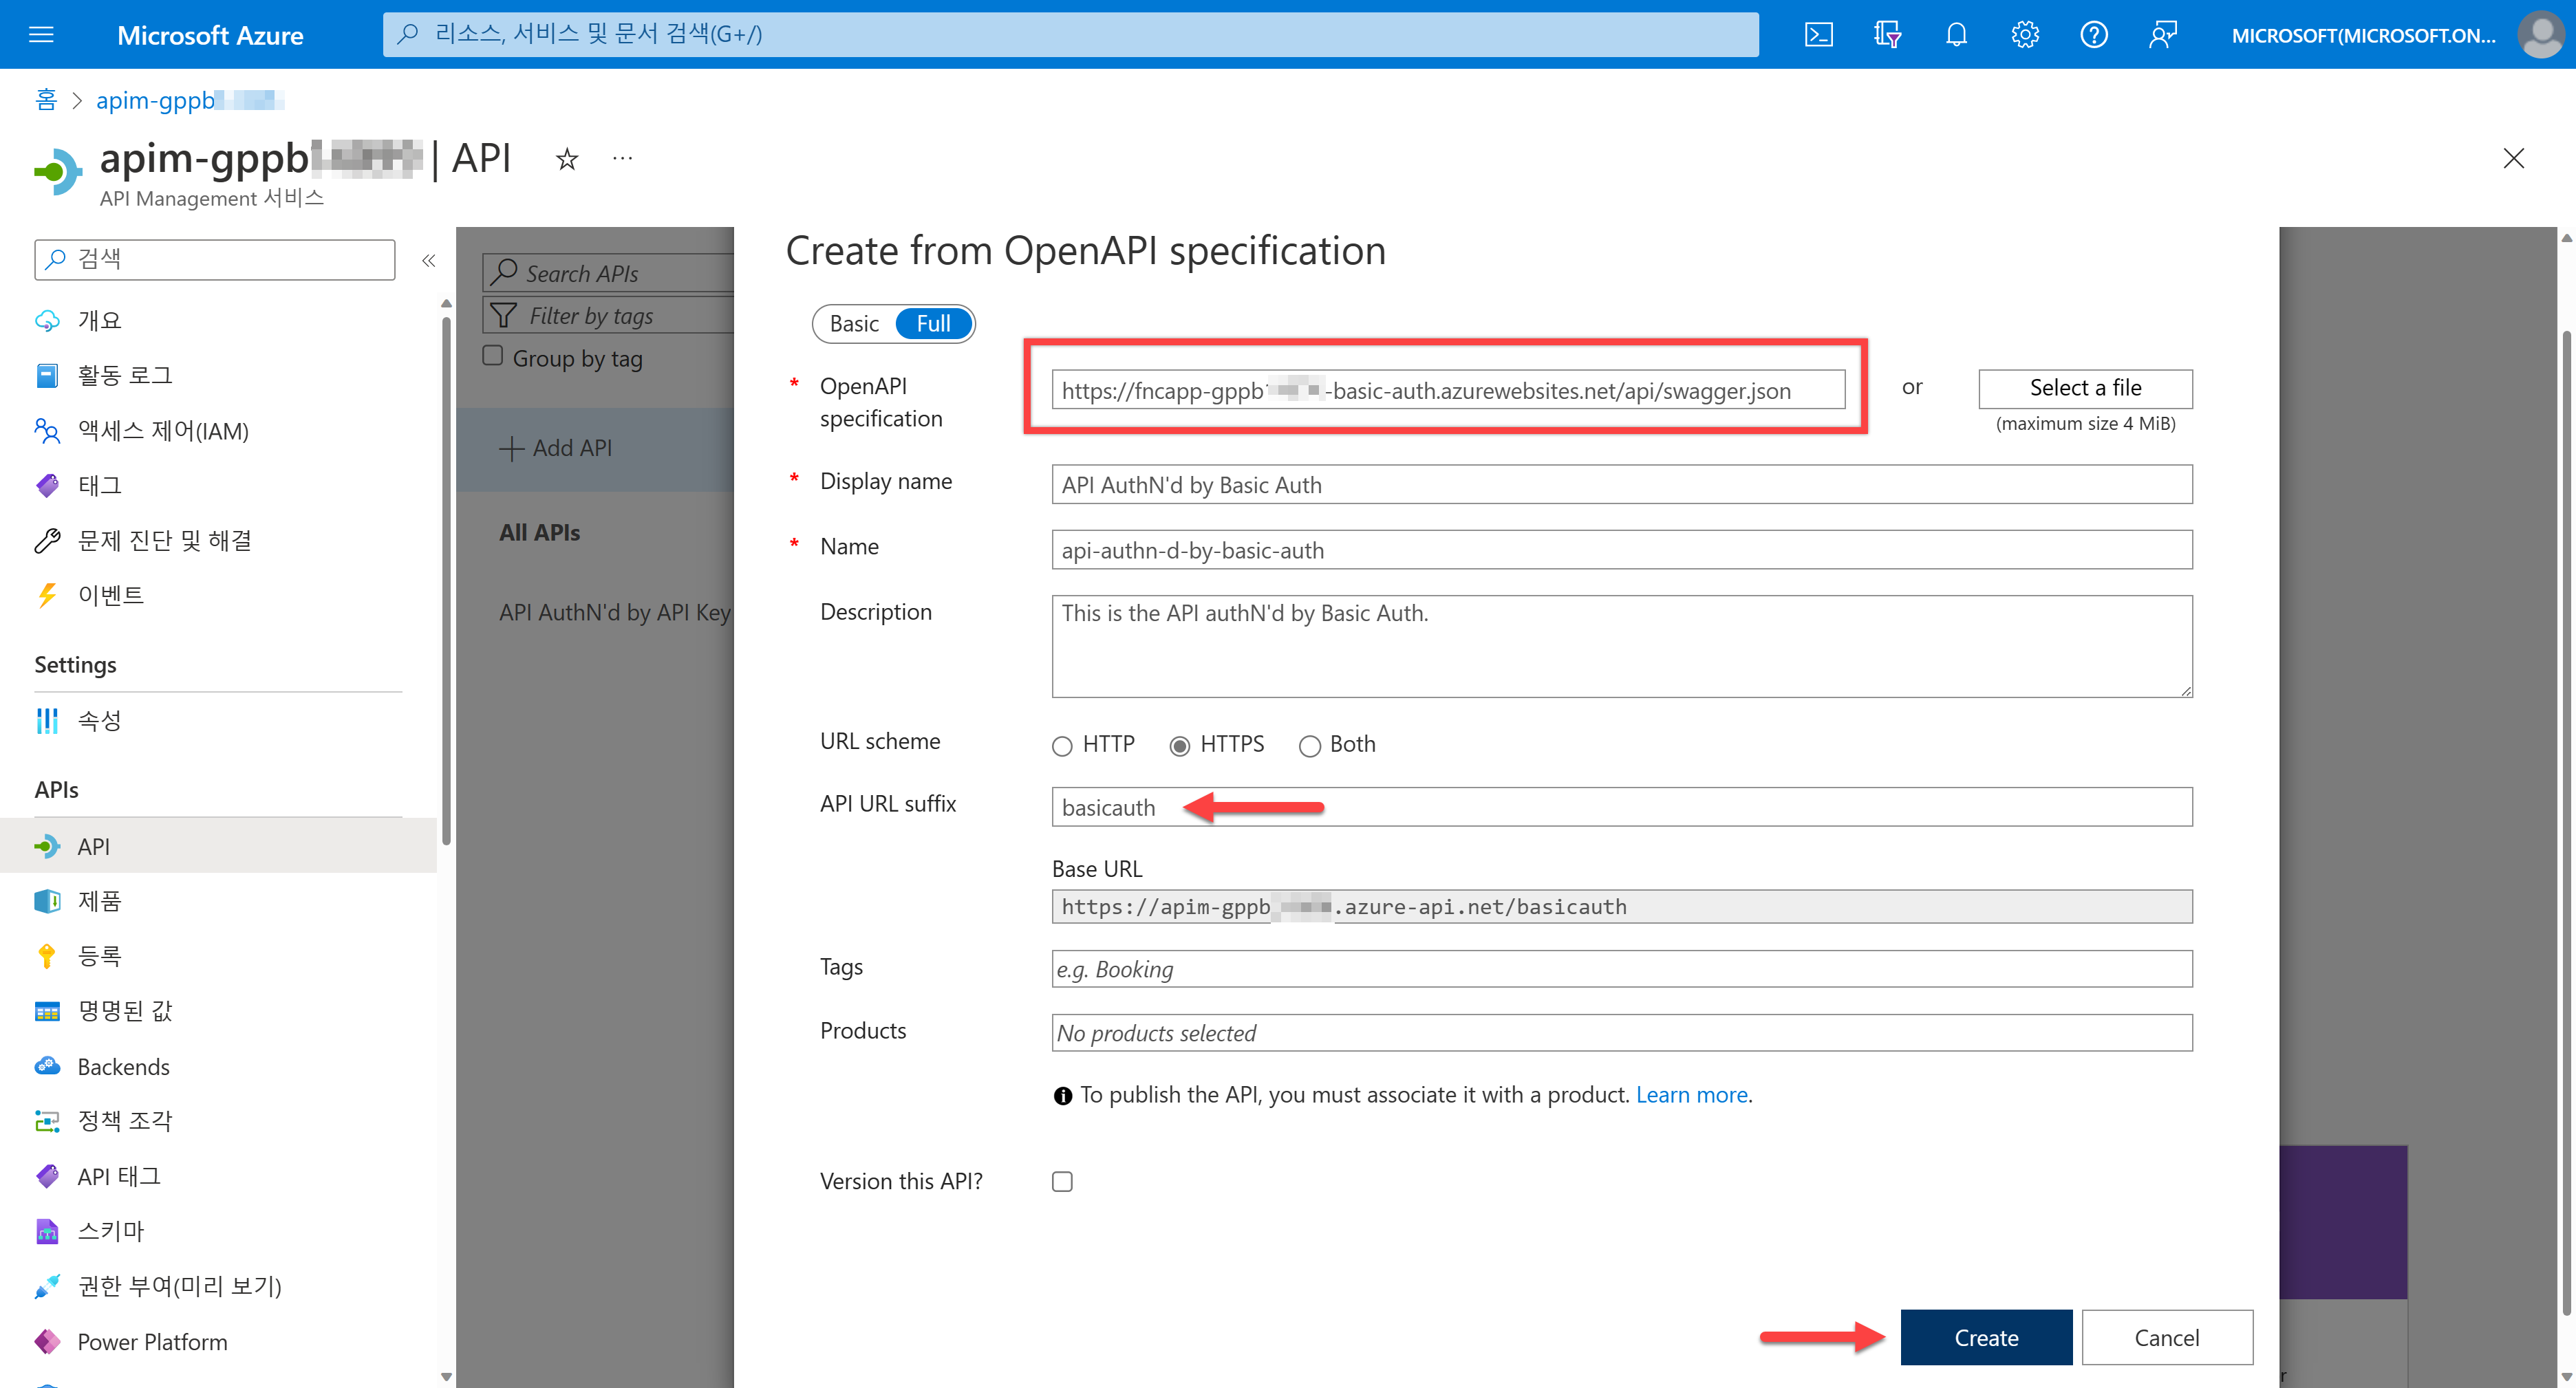 Microsoft Azure
리소스, 서비스 및 문서 검색(G+/)
MICROSOFT(MICROSOFT.ON...
홈 > apim-gppb
apim-gppb | API
API Management 서비스
검색
개요
활동 로그
액세스 제어(IAM)
태그
문제 진단 및 해결
이벤트
Settings
속성
APIs
API
제품
등록
명명된 값
Backends
정책 조각
API 태그
스키마
권한 부여(미리 보기)
Power Platform
Search APIs
Filter by tags
Group by tag
Add API
All APIs
API AuthN'd by API Key
Create from OpenAPI specification
Basic Full
* OpenAPI
specification
https://fncapp-gppb -basic-auth.azurewebsites.net/api/swagger.json
or
Select a file
(maximum size 4 MiB)
* Display name
API AuthN'd by Basic Auth
* Name
api-authn-d-by-basic-auth
Description
This is the API authN'd by Basic Auth.
URL scheme
HTTP HTTPS Both
API URL suffix
basicauth
Base URL
https://apim-gppb .azure-api.net/basicauth
Tags
e.g. Booking
Products
No products selected
To publish the API, you must associate it with a product. Learn more.
Version this API?
Create
Cancel